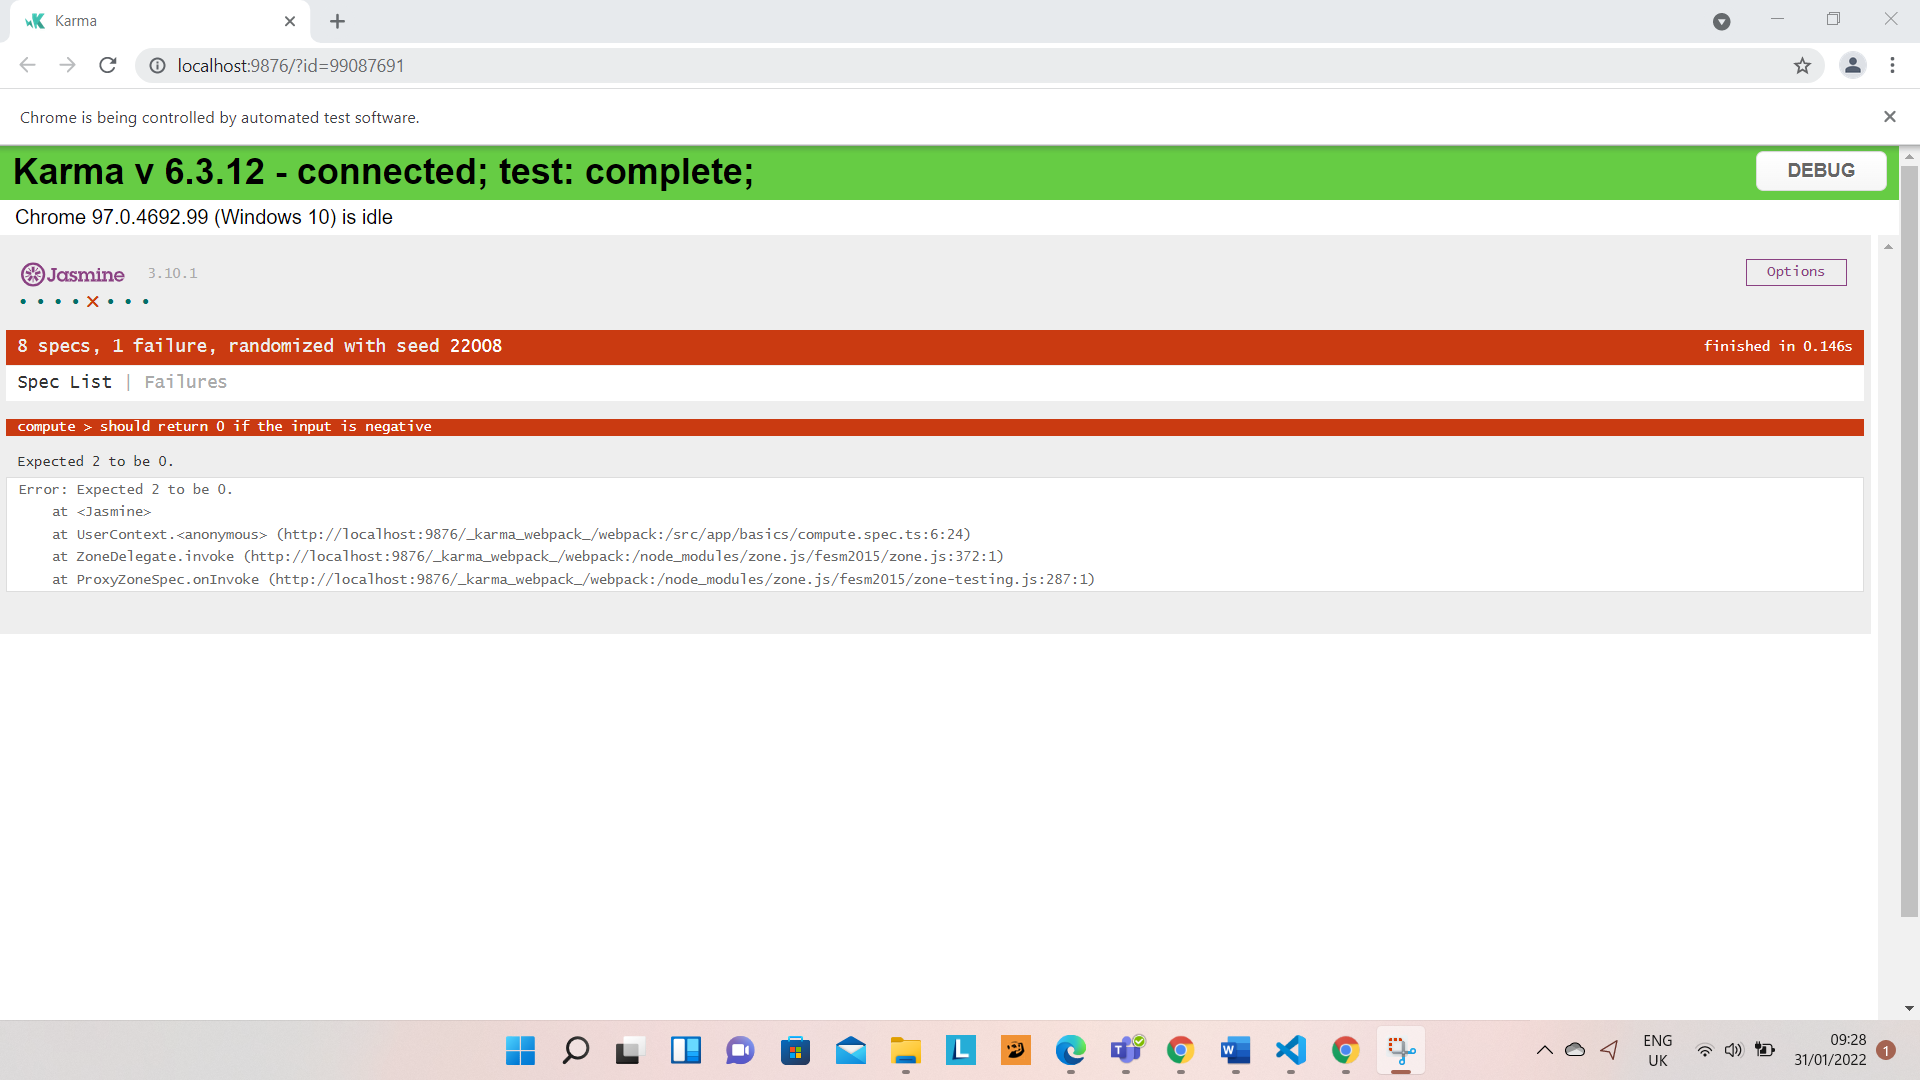 Karma
localhost:9876/?id=99087691
Chrome is being controlled by automated test software.
Karma v 6.3.12 - connected; test: complete;
DEBUG
Chrome 97.0.4692.99 (Windows 10) is idle
Jasmine 3.10.1
Options
8 specs, 1 failure, randomized with seed 22008
finished in 0.146s
Spec List | Failures
compute > should return 0 if the input is negative
Expected 2 to be 0.
Error: Expected 2 to be 0.
at <Jasmine>
at UserContext.<anonymous> (http://localhost:9876/_karma_webpack_/webpack:/src/app/basics/compute.spec.ts:6:24)
at ZoneDelegate.invoke (http://localhost:9876/_karma_webpack_/webpack:/node_modules/zone.js/fesm2015/zone.js:372:1)
at ProxyZoneSpec.onInvoke (http://localhost:9876/_karma_webpack_/webpack:/node_modules/zone.js/fesm2015/zone-testing.js:287:1)
ENG
UK
09:28
31/01/2022
1